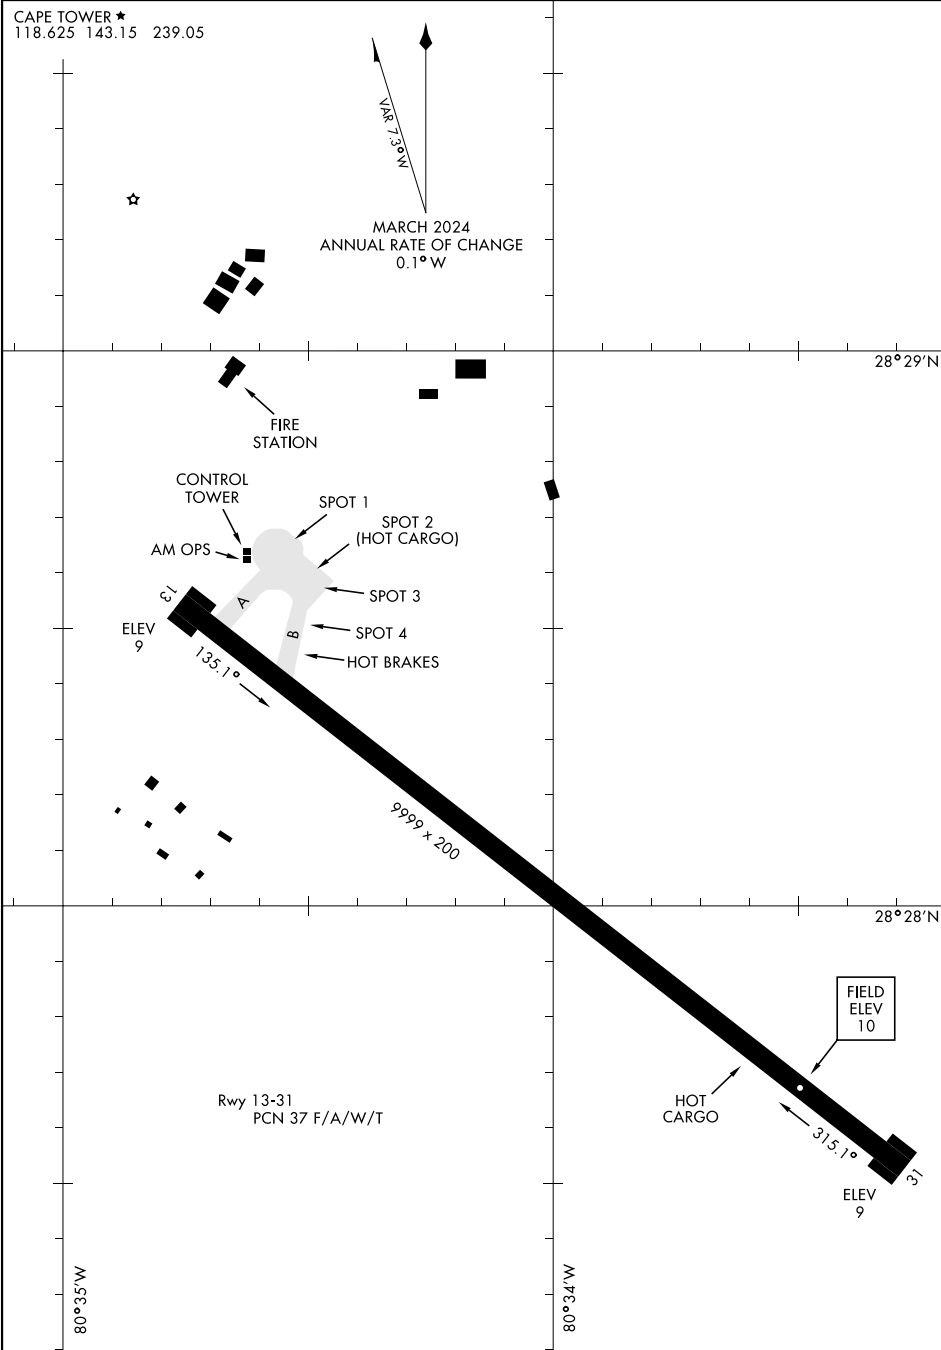 CAPE TOWER ★
118.625 143.15 239.05
VAR 7.3° W
MARCH 2024
ANNUAL RATE OF CHANGE
0.1° W
28° 29'N
FIRE
STATION
CONTROL
TOWER
SPOT 1
SPOT 2
(HOT CARGO)
AM OPS
SPOT 3
A
13
ELEV
9
SPOT 4
B
HOT BRAKES
135.1°
9999 x 200
28° 28'N
FIELD
ELEV
10
Rwy 13-31
PCN 37 F/A/W/T
HOT
CARGO
315.1°
31
ELEV
9
80° 35'W
80° 34'W